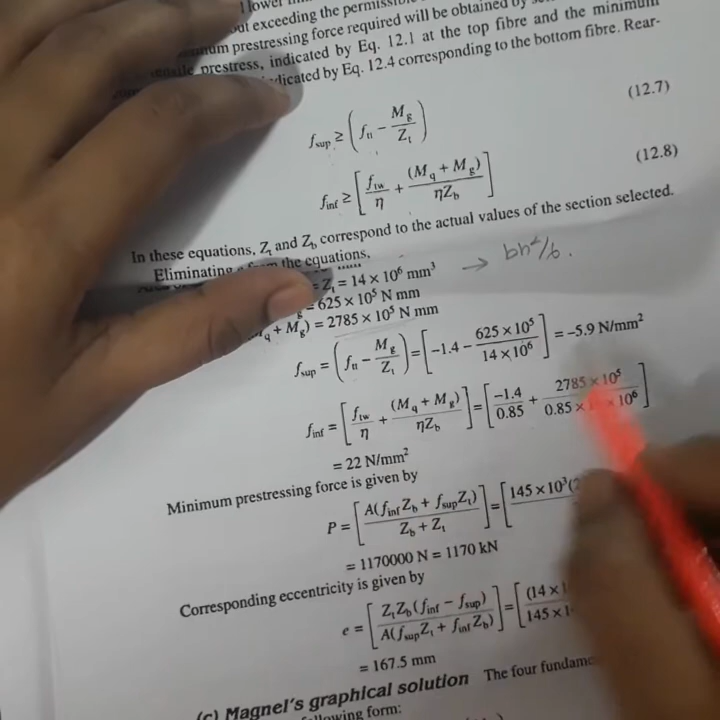 out exceeding the permissible
prestressing force required will be obtained by
prestress, indicated by Eq. 12.1 at the top fibre and the minimum
indicated by Eq. 12.4 corresponding to the bottom fibre. Rear-
f_sup ≥ (f_tt − M_g/Z_t) (12.7)
f_inf ≥ [f_tw/η + (M_q + M_g)/ηZ_b] (12.8)
In these equations, Z_t and Z_b correspond to the actual values of the section selected.
Eliminating from the equations,
= Z_t = 14 × 10⁶ mm³ → bh²/6.
g = 625 × 10⁵ N mm
q + M_g) = 2785 × 10⁵ N mm
f_sup = (f_tt − M_g/Z_t) = [−1.4 − 625 × 10⁵/14 × 10⁶] = −5.9 N/mm²
f_inf = [f_tw/η + (M_q + M_g)/ηZ_b] = [−1.4/0.85 + 2785 × 10⁵/0.85 × × 10⁶]
= 22 N/mm²
Minimum prestressing force is given by
P = [A(f_inf Z_b + f_sup Z_t)/Z_b + Z_t] = [145 × 10³(2
= 1170000 N = 1170 kN
Corresponding eccentricity is given by
e = [Z_t Z_b (f_inf − f_sup)/A(f_sup Z_t + f_inf Z_b)] = [(14 × 1/145 × 1
= 167.5 mm
(c) Magnel's graphical solution The four fundame
following form: